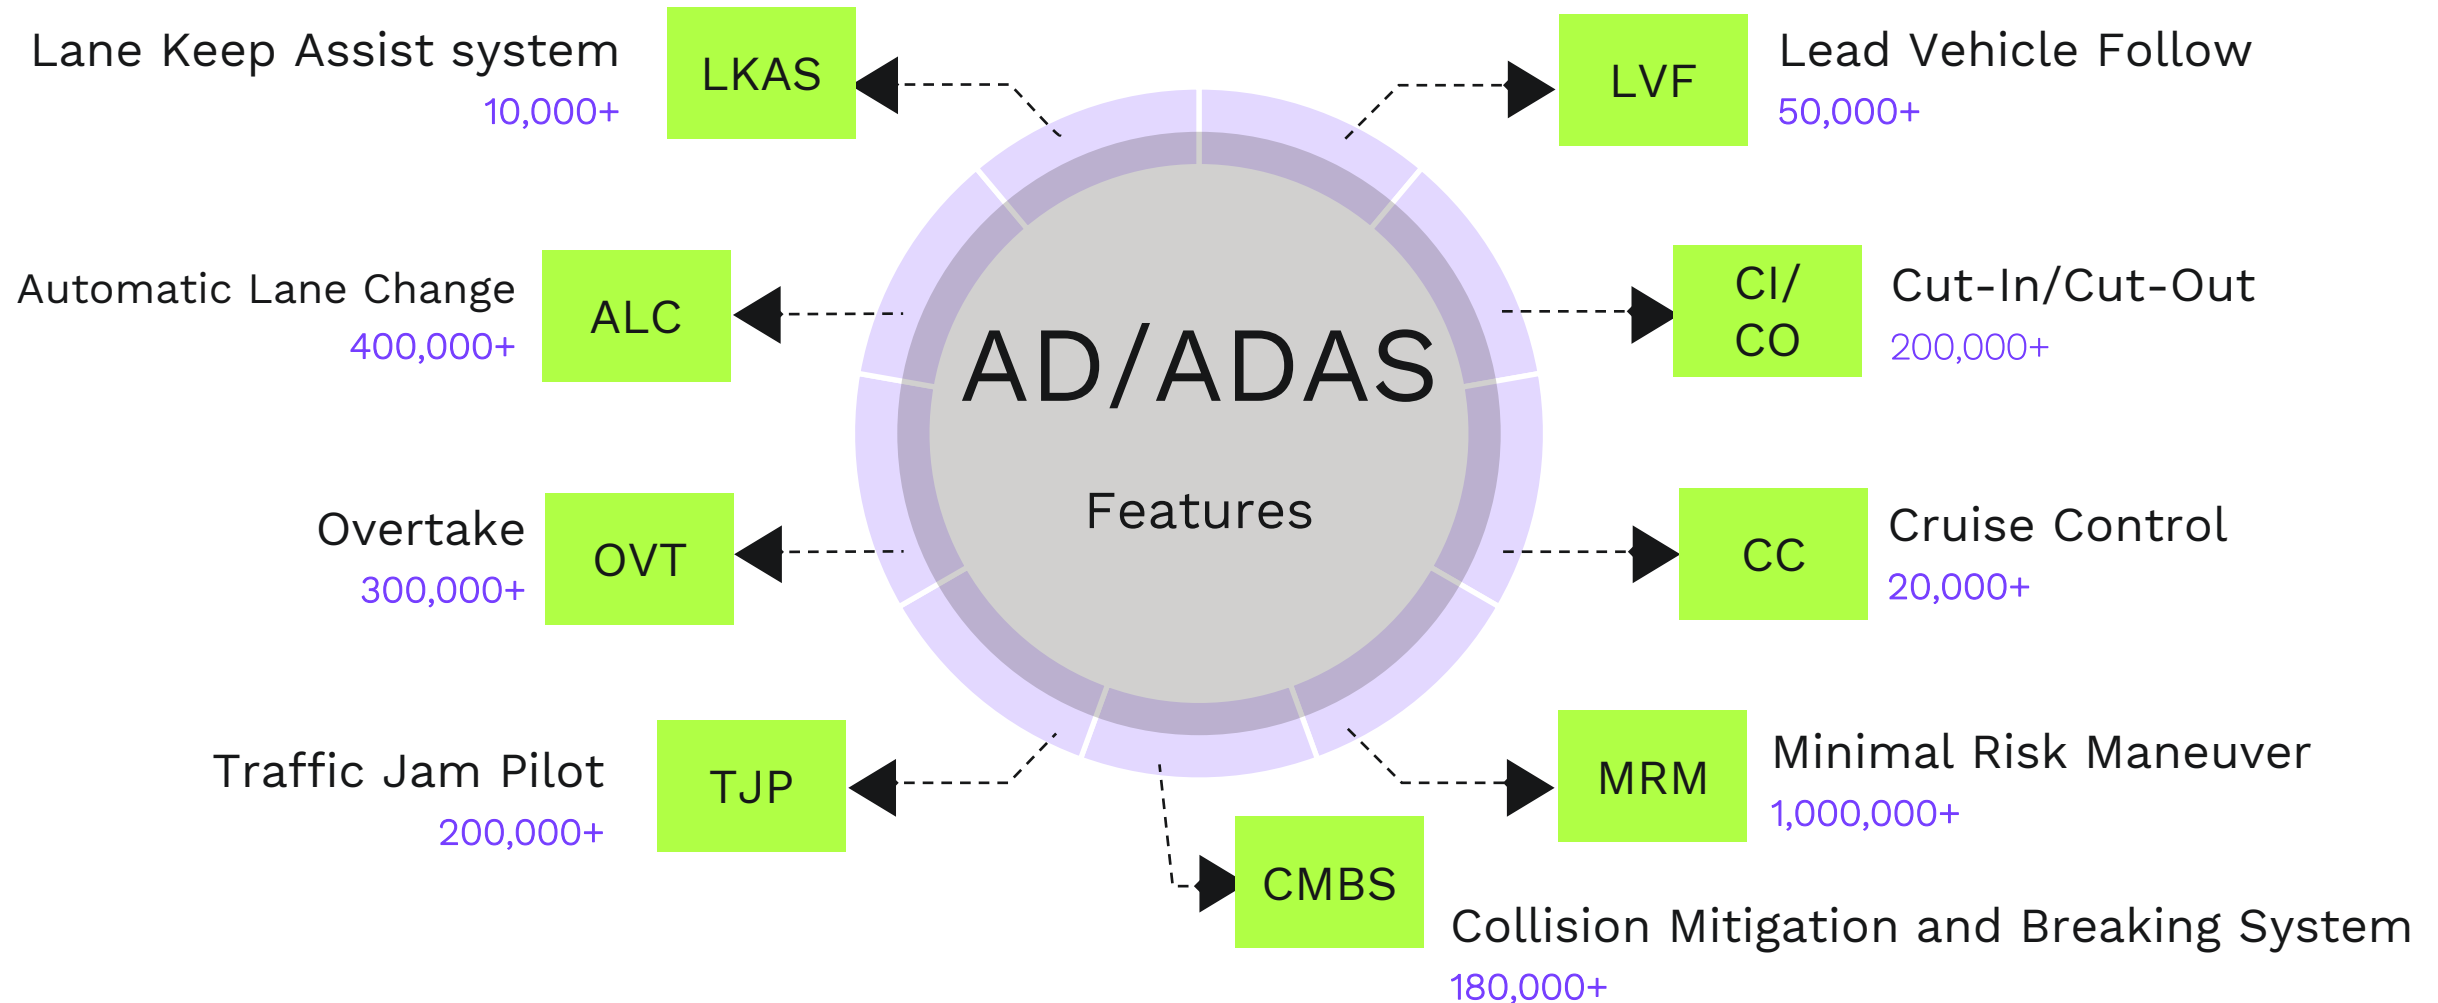 Lane Keep Assist system
10,000+
LKAS
LVF
Lead Vehicle Follow
50,000+
Automatic Lane Change
400,000+
ALC
CI/
CO
Cut-In/Cut-Out
200,000+
AD/ADAS
Features
Overtake
300,000+
OVT
CC
Cruise Control
20,000+
Traffic Jam Pilot
200,000+
TJP
MRM
Minimal Risk Maneuver
1,000,000+
CMBS
Collision Mitigation and Breaking System
180,000+